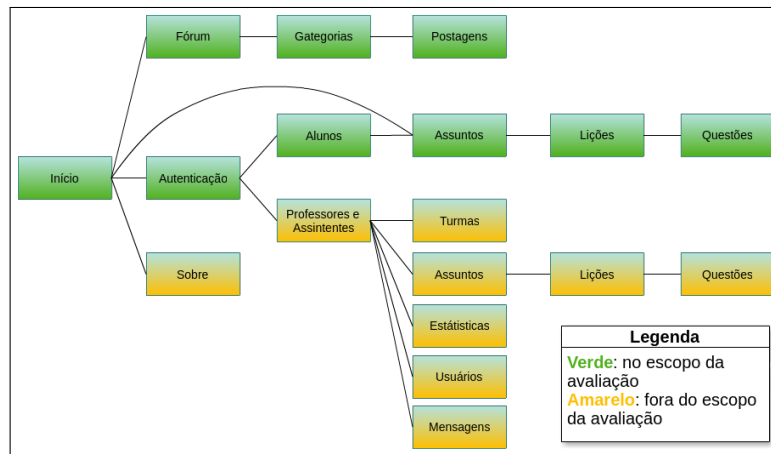 Fórum
Gategorias
Postagens
Alunos
Assuntos
Lições
Questões
Início
Autenticação
Professores e
Assintentes
Turmas
Sobre
Assuntos
Lições
Questões
Estátisticas
Usuários
Mensagens
Legenda
Verde: no escopo da
avaliação
Amarelo: fora do escopo
da avaliação